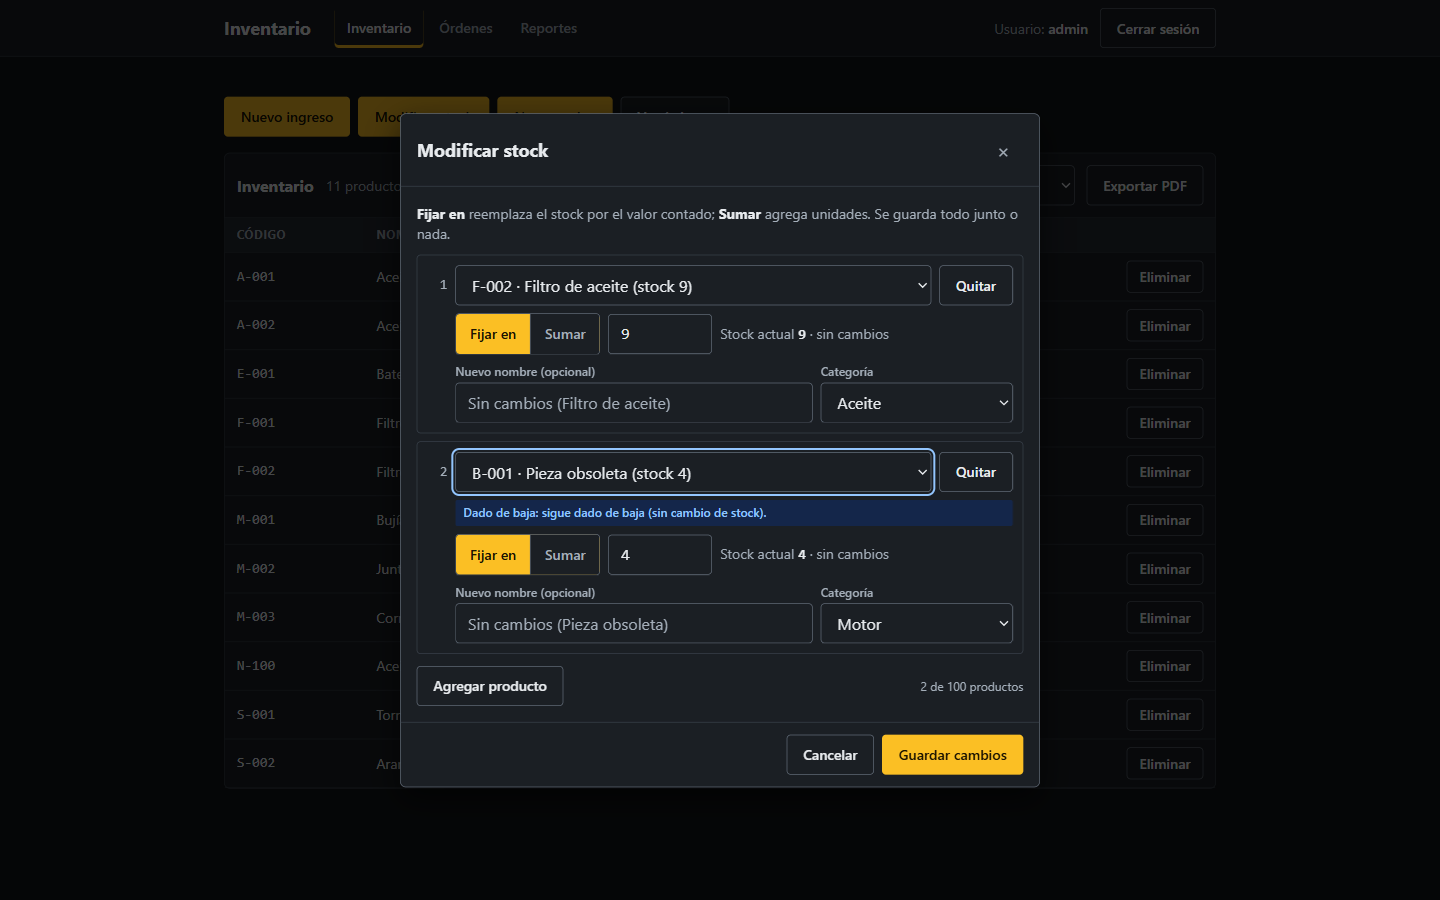 Inventario
Inventario
Órdenes
Reportes
Usuario: admin
Cerrar sesión
Nuevo ingreso
Modificar stock
×
Fijar en reemplaza el stock por el valor contado; Sumar agrega unidades. Se guarda todo junto o
nada.
Inventario
11 producto
Exportar PDF
CÓDIGO
A-001
Eliminar
A-002
Eliminar
E-001
Eliminar
F-001
Eliminar
F-002
Eliminar
M-001
Eliminar
M-002
Eliminar
M-003
Eliminar
N-100
Eliminar
S-001
Eliminar
S-002
Eliminar
1
F-002 · Filtro de aceite (stock 9)
Quitar
Fijar en
Sumar
9
Stock actual 9 · sin cambios
Nuevo nombre (opcional)
Categoría
Sin cambios (Filtro de aceite)
Aceite
2
B-001 · Pieza obsoleta (stock 4)
Quitar
Dado de baja: sigue dado de baja (sin cambio de stock).
Fijar en
Sumar
4
Stock actual 4 · sin cambios
Nuevo nombre (opcional)
Categoría
Sin cambios (Pieza obsoleta)
Motor
Agregar producto
2 de 100 productos
Cancelar
Guardar cambios